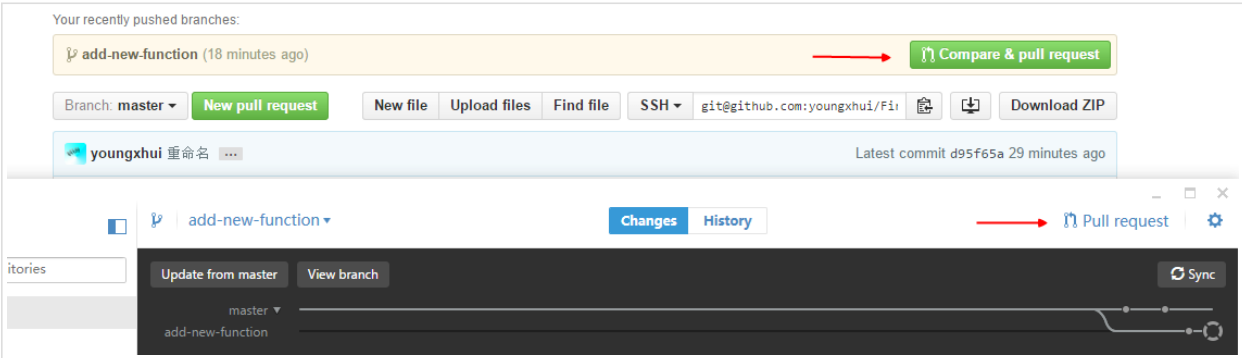 Your recently pushed branches:
add-new-function (18 minutes ago)
Compare & pull request
Branch: master
New pull request
New file
Upload files
Find file
SSH
git@github.com:youngxhui/Fir
Download ZIP
youngxhui 重命名 ...
Latest commit d95f65a 29 minutes ago
add-new-function
Changes
History
Pull request
itories
Update from master
View branch
Sync
master
add-new-function